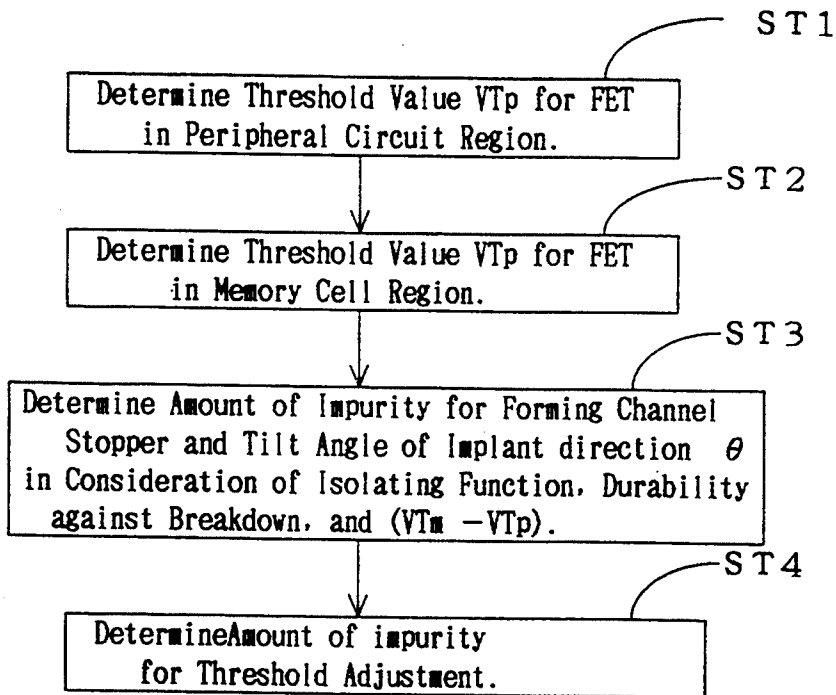 ST1
Determine Threshold Value VTp for FET
in Peripheral Circuit Region.
ST2
Determine Threshold Value VTp for FET
in Memory Cell Region.
ST3
Determine Amount of Impurity for Forming Channel
Stopper and Tilt Angle of Implant direction θ
in Consideration of Isolating Function, Durability
against Breakdown, and (VTm −VTp).
ST4
DetermineAmount of impurity
for Threshold Adjustment.